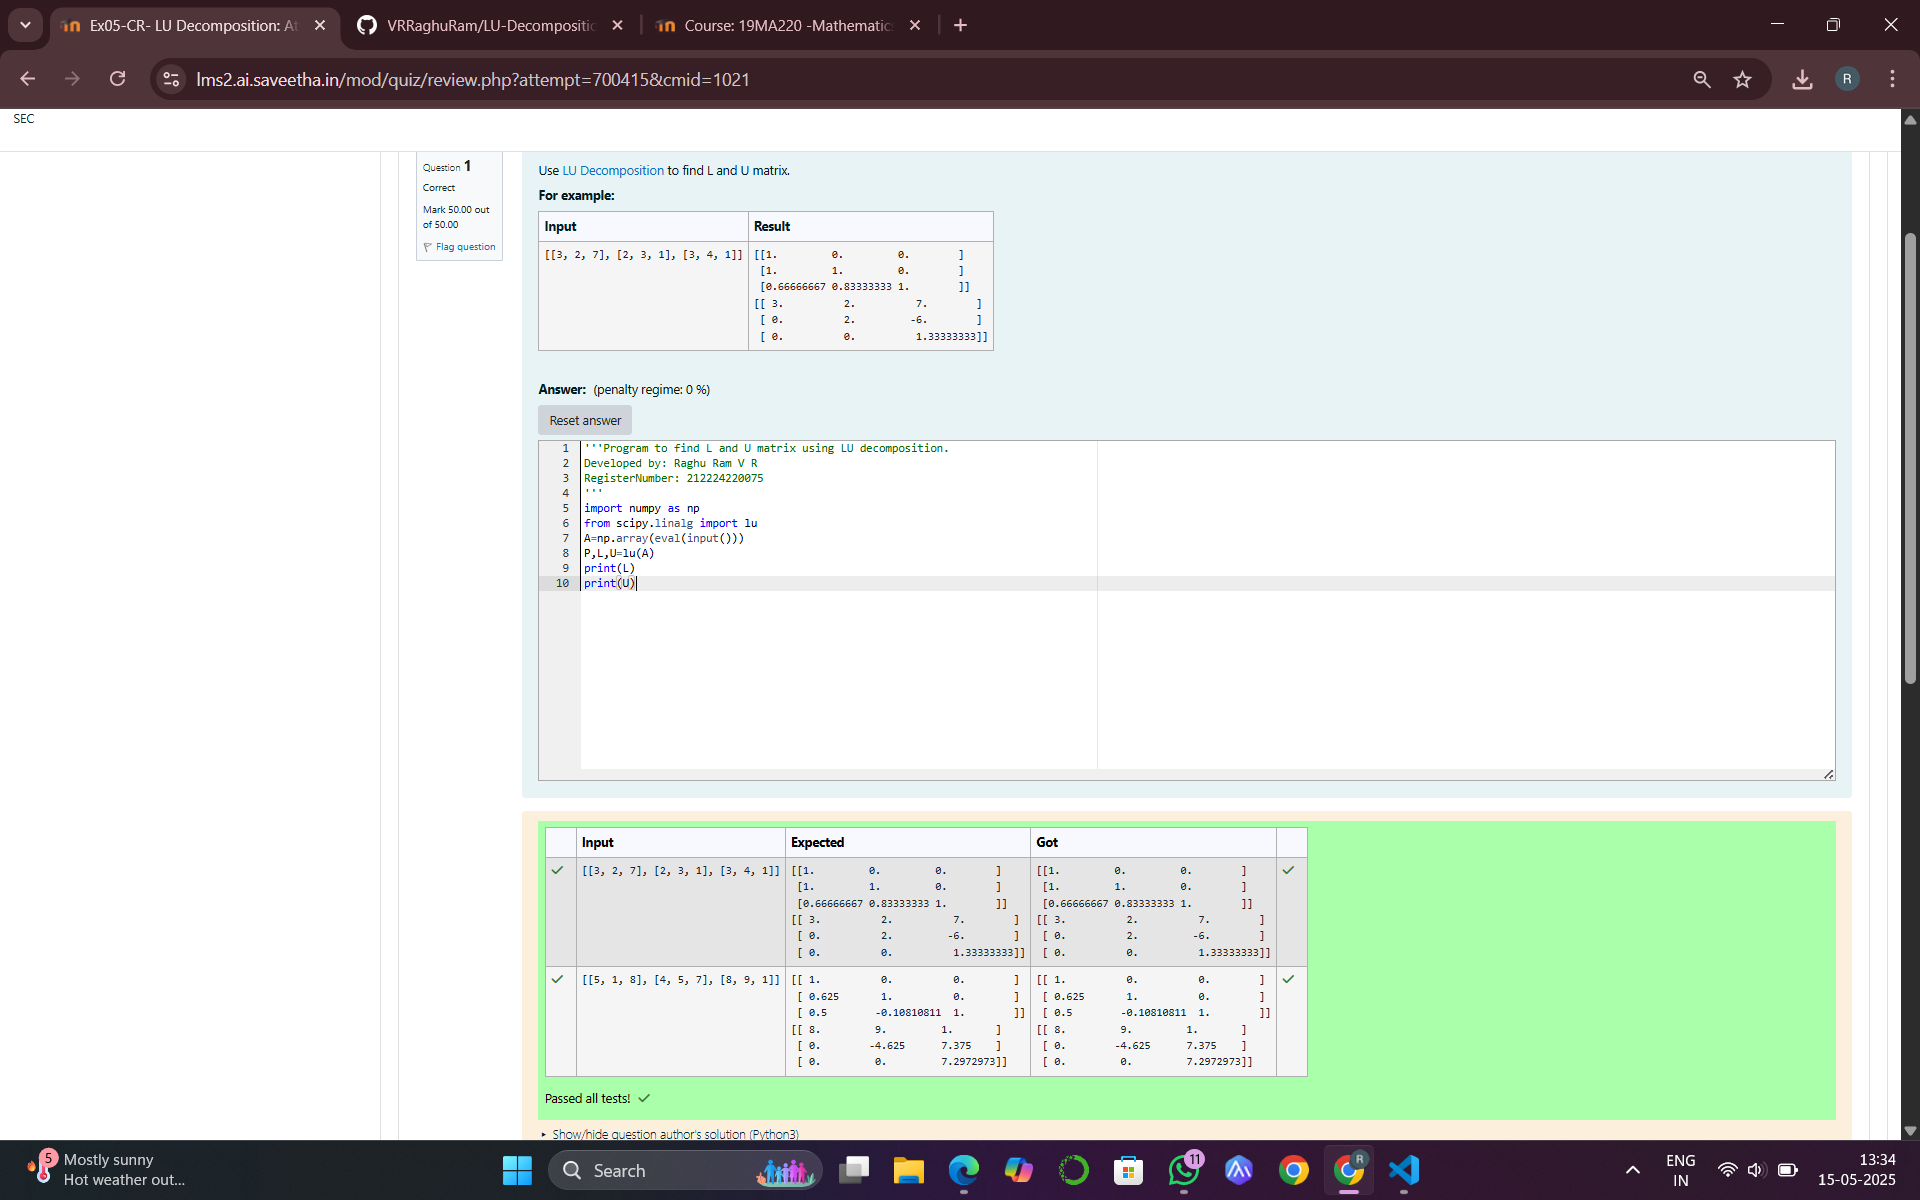 Ex05-CR- LU Decomposition: At
VRRaghuRam/LU-Decompositio
Course: 19MA220 -Mathematic
lms2.ai.saveetha.in/mod/quiz/review.php?attempt=700415&cmid=1021
R
SEC
Question 1
Correct
Mark 50.00 out
of 50.00
Flag question
Use LU Decomposition to find L and U matrix.
For example:
Input Result
[[3, 2, 7], [2, 3, 1], [3, 4, 1]] [[1. 0. 0. ]
[1. 1. 0. ]
[0.66666667 0.83333333 1. ]]
[[ 3. 2. 7. ]
[ 0. 2. -6. ]
[ 0. 0. 1.33333333]]
Answer: (penalty regime: 0 %)
Reset answer
1 '''Program to find L and U matrix using LU decomposition.
2 Developed by: Raghu Ram V R
3 RegisterNumber: 212224220075
4 '''
5 import numpy as np
6 from scipy.linalg import lu
7 A=np.array(eval(input()))
8 P,L,U=lu(A)
9 print(L)
10 print(U)
Input Expected Got
[[3, 2, 7], [2, 3, 1], [3, 4, 1]] [[1. 0. 0. ] [[1. 0. 0. ]
[1. 1. 0. ] [1. 1. 0. ]
[0.66666667 0.83333333 1. ]] [0.66666667 0.83333333 1. ]]
[[ 3. 2. 7. ] [[ 3. 2. 7. ]
[ 0. 2. -6. ] [ 0. 2. -6. ]
[ 0. 0. 1.33333333]] [ 0. 0. 1.33333333]]
[[5, 1, 8], [4, 5, 7], [8, 9, 1]] [[ 1. 0. 0. ] [[ 1. 0. 0. ]
[ 0.625 1. 0. ] [ 0.625 1. 0. ]
[ 0.5 -0.10810811 1. ]] [ 0.5 -0.10810811 1. ]]
[[ 8. 9. 1. ] [[ 8. 9. 1. ]
[ 0. -4.625 7.375 ] [ 0. -4.625 7.375 ]
[ 0. 0. 7.2972973]] [ 0. 0. 7.2972973]]
Passed all tests!
Show/hide question author's solution (Python3)
5
Mostly sunny
Hot weather out...
Search
11
R
ENG
IN
13:34
15-05-2025